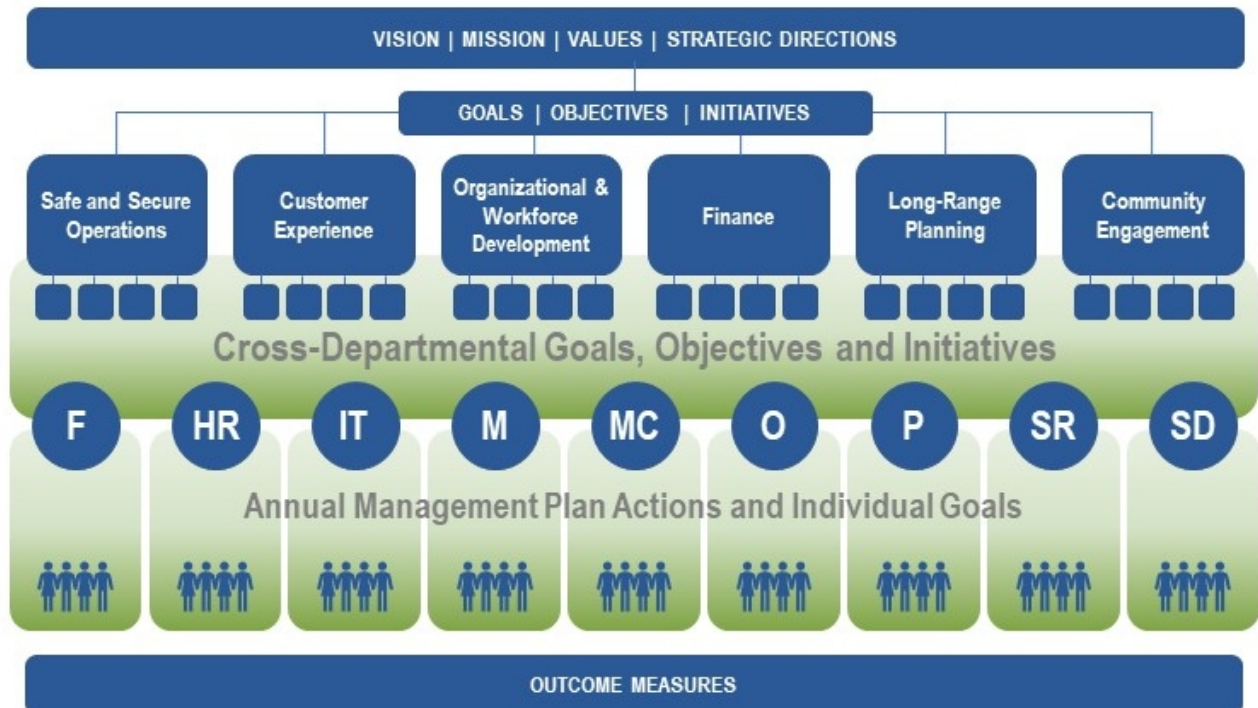 VISION | MISSION | VALUES | STRATEGIC DIRECTIONS
GOALS | OBJECTIVES | INITIATIVES
Safe and Secure
Operations
Customer
Experience
Organizational &
Workforce
Development
Finance
Long-Range
Planning
Community
Engagement
Cross-Departmental Goals, Objectives and Initiatives
F HR IT M MC O P SR SD
Annual Management Plan Actions and Individual Goals
OUTCOME MEASURES